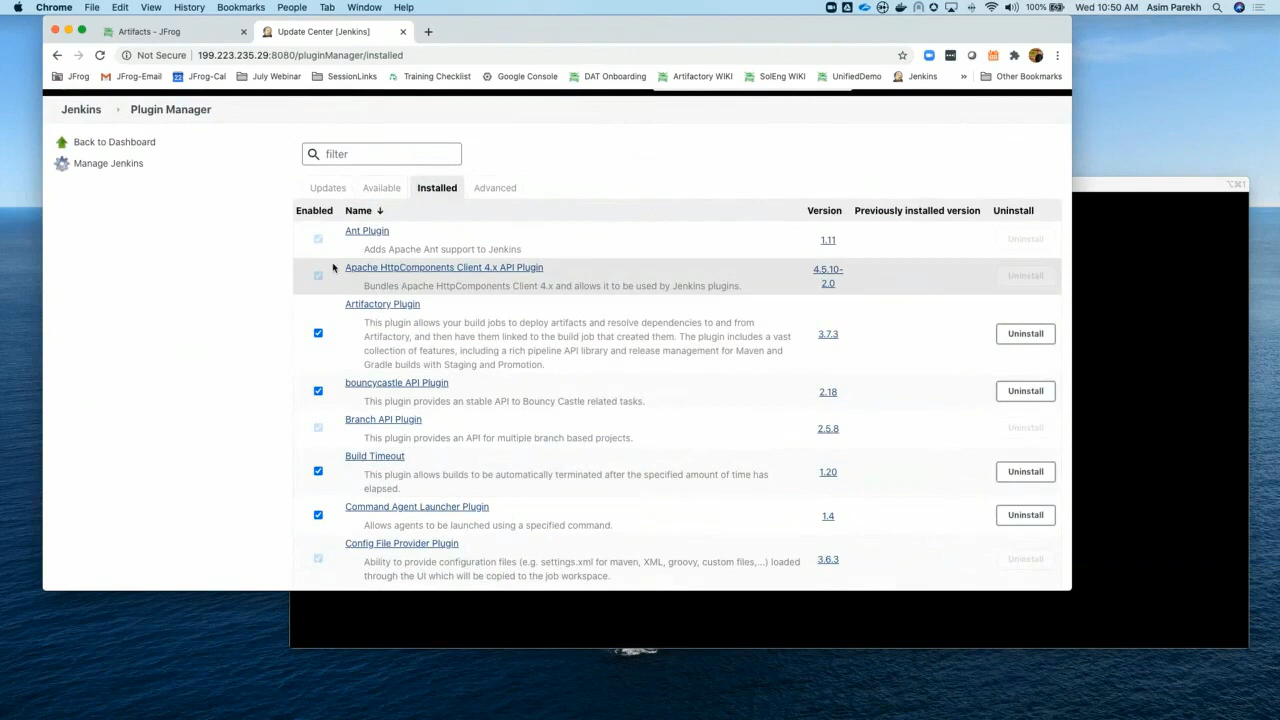 Chrome File Edit View History Bookmarks People Tab Window Help 100% Wed 10:50 AM Asim Parekh
Artifacts - JFrog Update Center [Jenkins]
Not Secure 199.223.235.29:8080/pluginManager/installed
JFrog JFrog-Email JFrog-Cal July Webinar SessionLinks Training Checklist Google Console DAT Onboarding Artifactory WIKI SolEng WIKI UnifiedDemo Jenkins » Other Bookmarks
Jenkins Plugin Manager
Back to Dashboard
Manage Jenkins
filter
Updates Available Installed Advanced
Enabled Name ↓ Version Previously installed version Uninstall
Ant Plugin
Adds Apache Ant support to Jenkins
1.11 Uninstall
Apache HttpComponents Client 4.x API Plugin
Bundles Apache HttpComponents Client 4.x and allows it to be used by Jenkins plugins.
4.5.10-
2.0
Uninstall
Artifactory Plugin
This plugin allows your build jobs to deploy artifacts and resolve dependencies to and from
Artifactory, and then have them linked to the build job that created them. The plugin includes a vast
collection of features, including a rich pipeline API library and release management for Maven and
Gradle builds with Staging and Promotion.
3.7.3 Uninstall
bouncycastle API Plugin
This plugin provides an stable API to Bouncy Castle related tasks.
2.18 Uninstall
Branch API Plugin
This plugin provides an API for multiple branch based projects.
2.5.8 Uninstall
Build Timeout
This plugin allows builds to be automatically terminated after the specified amount of time has
elapsed.
1.20 Uninstall
Command Agent Launcher Plugin
Allows agents to be launched using a specified command.
1.4 Uninstall
Config File Provider Plugin
Ability to provide configuration files (e.g. settings.xml for maven, XML, groovy, custom files,...) loaded
through the UI which will be copied to the job workspace.
3.6.3 Uninstall
⌥⌘1